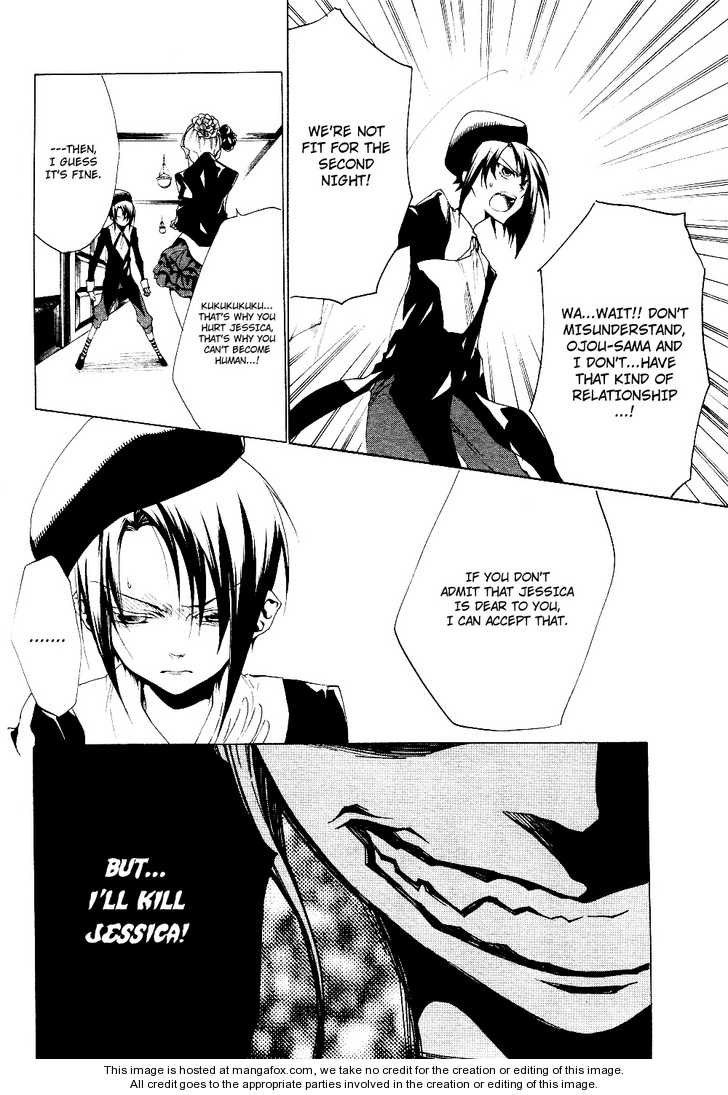 WE'RE NOT
FIT FOR THE
SECOND
NIGHT!
WA...WAIT!! DON'T
MISUNDERSTAND,
OJOU-SAMA AND
I DON'T...HAVE
THAT KIND OF
RELATIONSHIP
...!
---THEN,
I GUESS
IT'S FINE.
KUKUKUKUKU...
THAT'S WHY YOU
HURT JESSICA,
THAT'S WHY YOU
CAN'T BECOME
HUMAN...!
IF YOU DON'T
ADMIT THAT JESSICA
IS DEAR TO YOU,
I CAN ACCEPT THAT.
.......
BUT...
I'LL KILL
JESSICA!
This image is hosted at mangafox.com, we take no credit for the creation or editing of this image.
All credit goes to the appropriate parties involved in the creation or editing of this image.